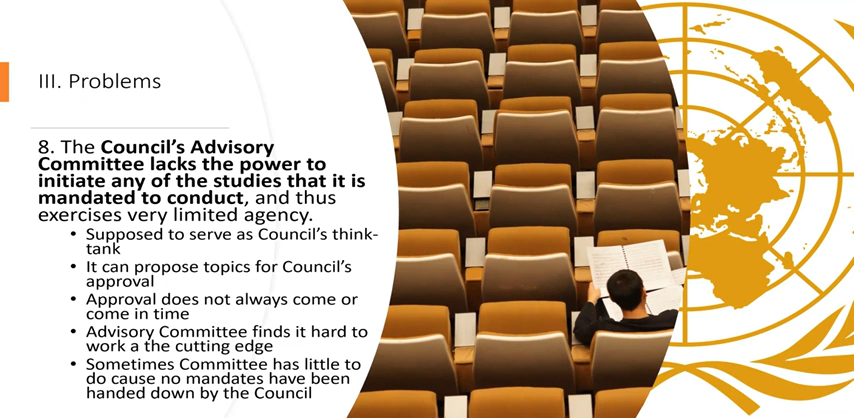 III. Problems
8. The Council's Advisory
Committee lacks the power to
initiate any of the studies that it is
mandated to conduct, and thus
exercises very limited agency.
• Supposed to serve as Council's think-
tank
• It can propose topics for Council's
approval
• Approval does not always come or
come in time
• Advisory Committee finds it hard to
work a the cutting edge
• Sometimes Committee has little to
do cause no mandates have been
handed down by the Council